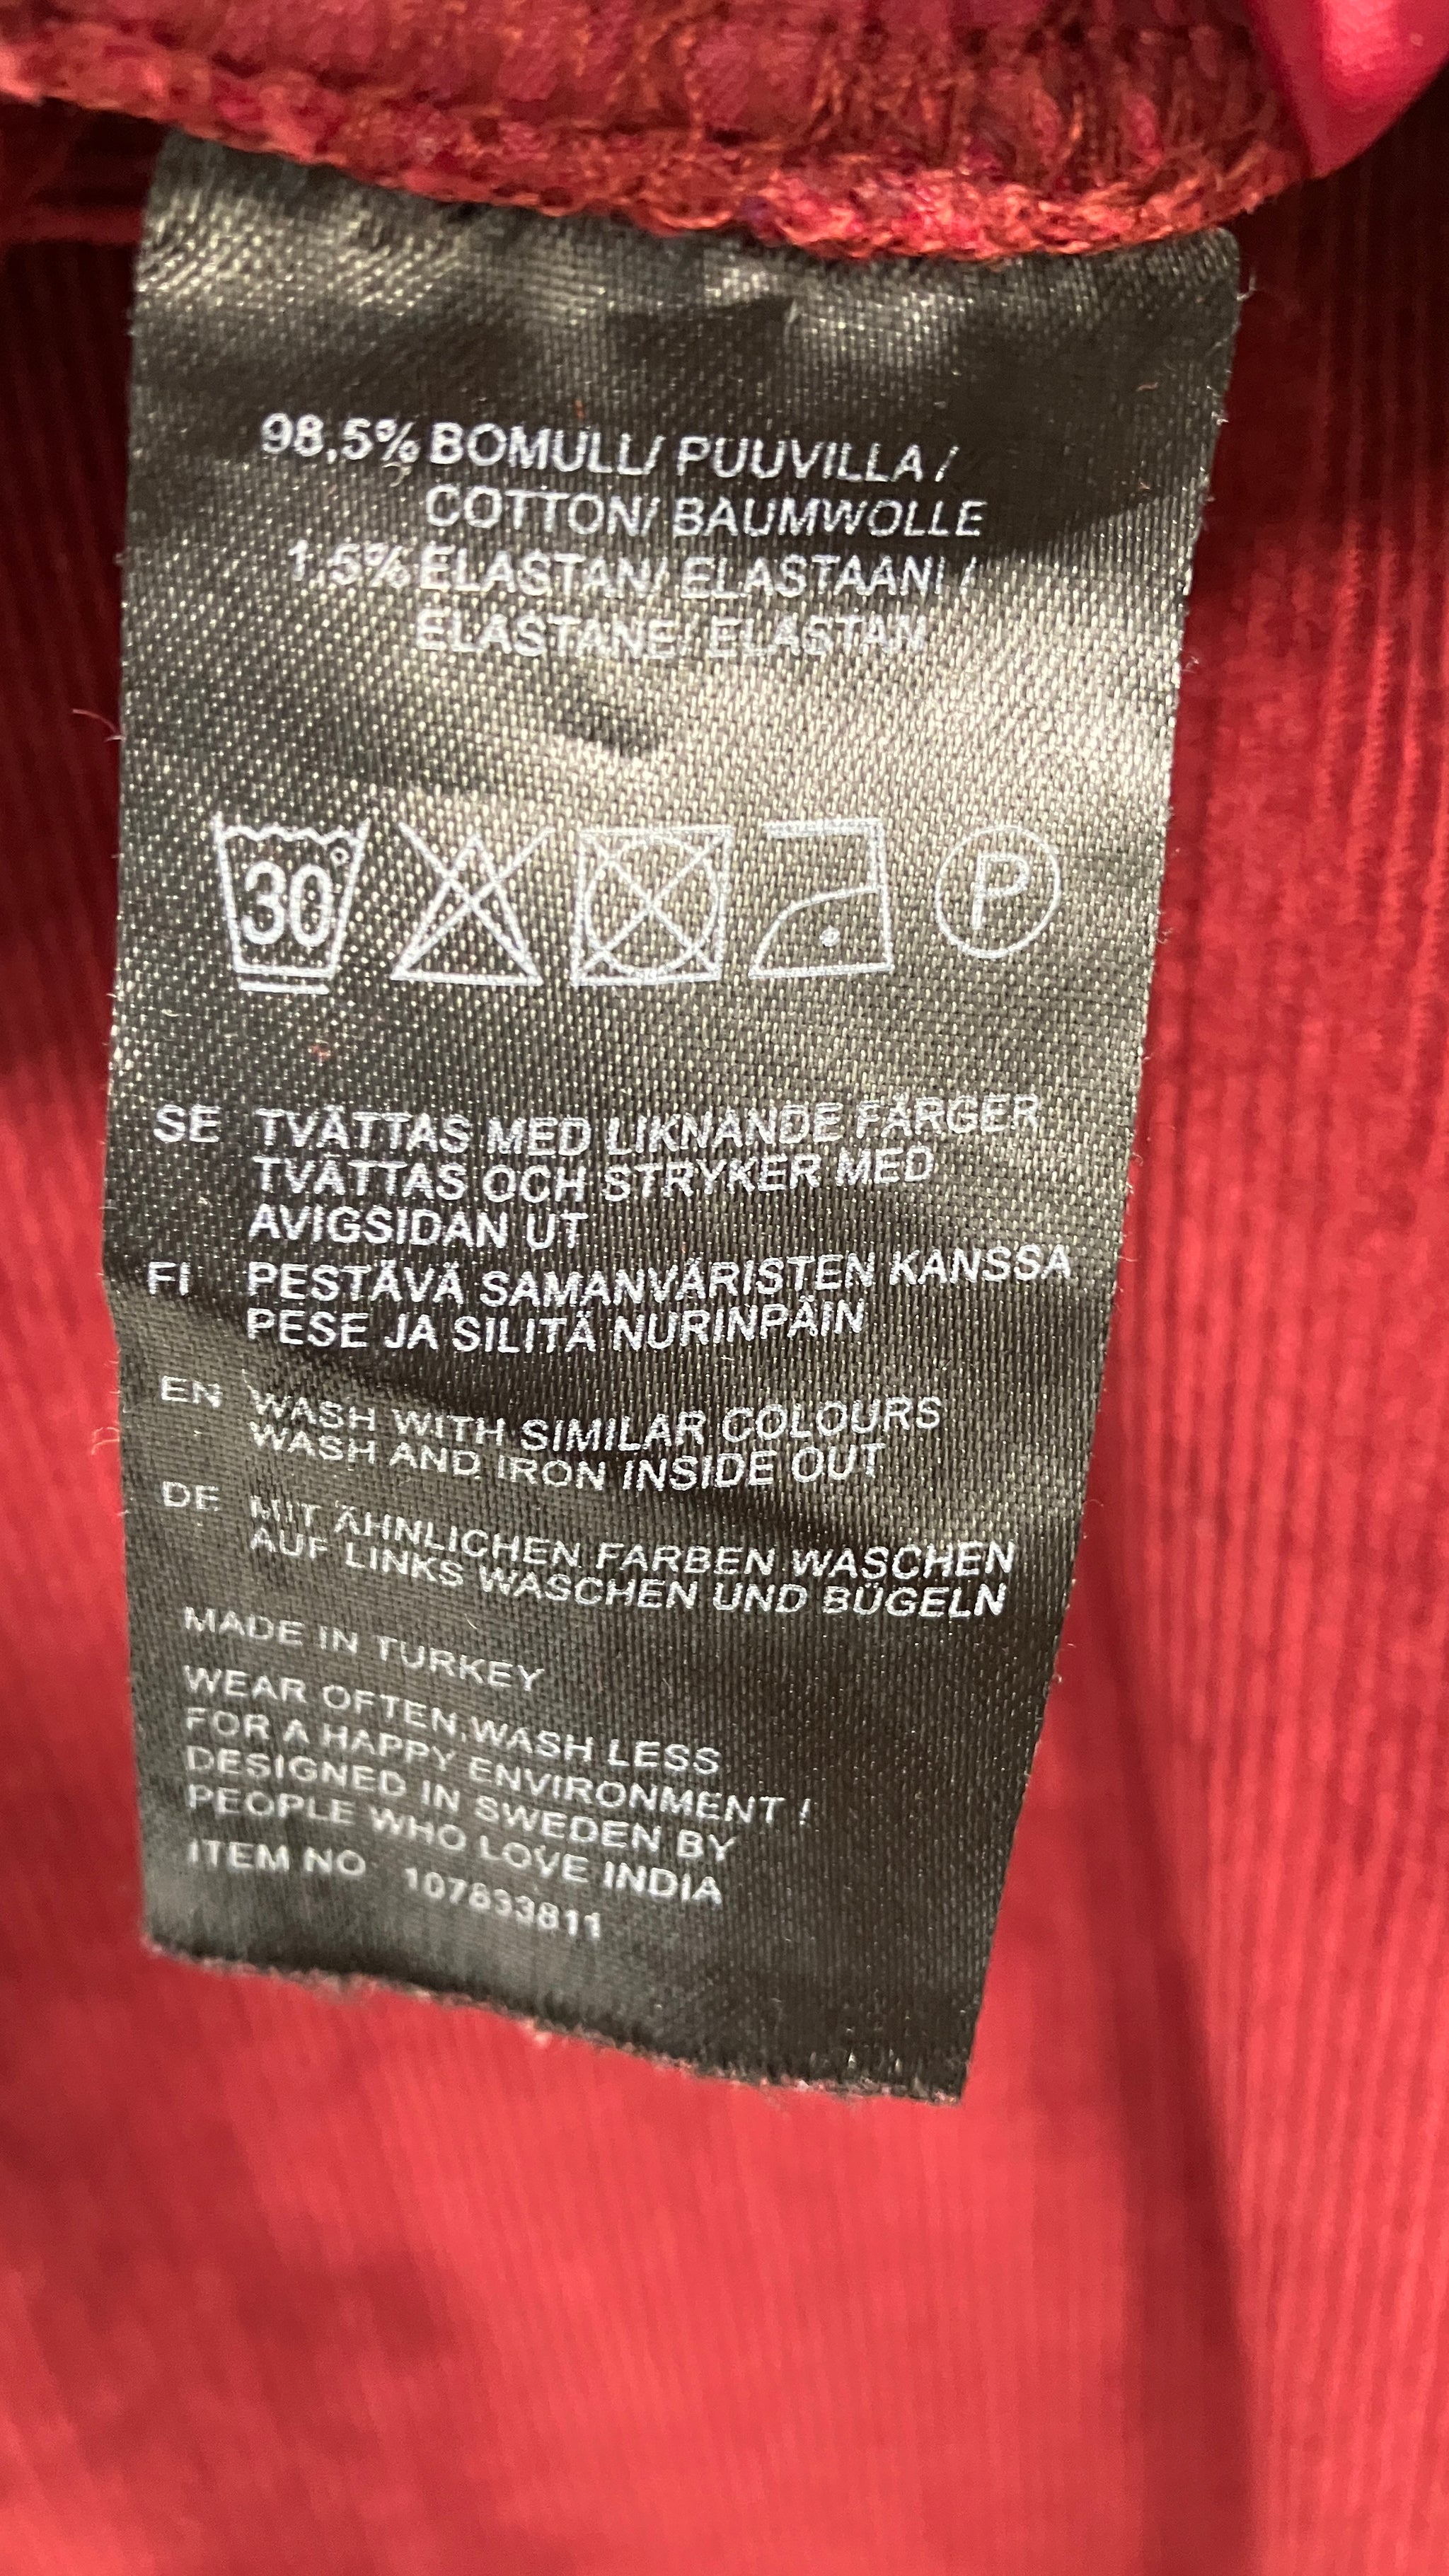 98,5% BOMULL/ PUUVILLA /
COTTON/ BAUMWOLLE
1,5% ELASTAN/ ELASTAANI /
ELASTANE/ ELASTAN
30° P
SE TVÄTTAS MED LIKNANDE FÄRGER
TVÄTTAS OCH STRYKER MED
AVIGSIDAN UT
FI PESTÄVÄ SAMANVÄRISTEN KANSSA
PESE JA SILITÄ NURINPÄIN
EN WASH WITH SIMILAR COLOURS
WASH AND IRON INSIDE OUT
DE MIT ÄHNLICHEN FARBEN WASCHEN
AUF LINKS WASCHEN UND BÜGELN
MADE IN TURKEY
WEAR OFTEN,WASH LESS
FOR A HAPPY ENVIRONMENT !
DESIGNED IN SWEDEN BY
PEOPLE WHO LOVE INDIA
ITEM NO 107833811